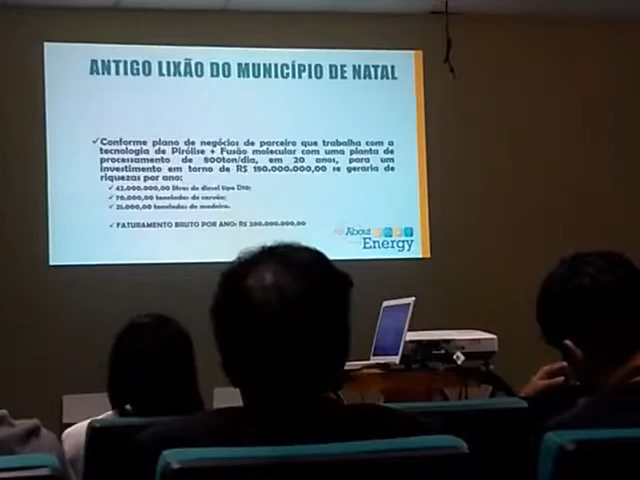 ANTIGO LIXÃO DO MUNICÍPIO DE NATAL
✓Conforme plano de negócios de parceiro que trabalha com a
tecnologia de Pirólise + Fusão molecular com uma planta de
processamento de 800ton/dia, em 20 anos, para um
investimento em torno de R$ 180.000.000,00 se geraria de
riquezas por ano:
✓ 42.000.000,00 litros de diesel tipo D10;
✓ 70.000,00 toneladas de carvão;
✓ 21.000,00 toneladas de madeira.
✓ FATURAMENTO BRUTO POR ANO: R$ 200.000.000,00
All About
Energy